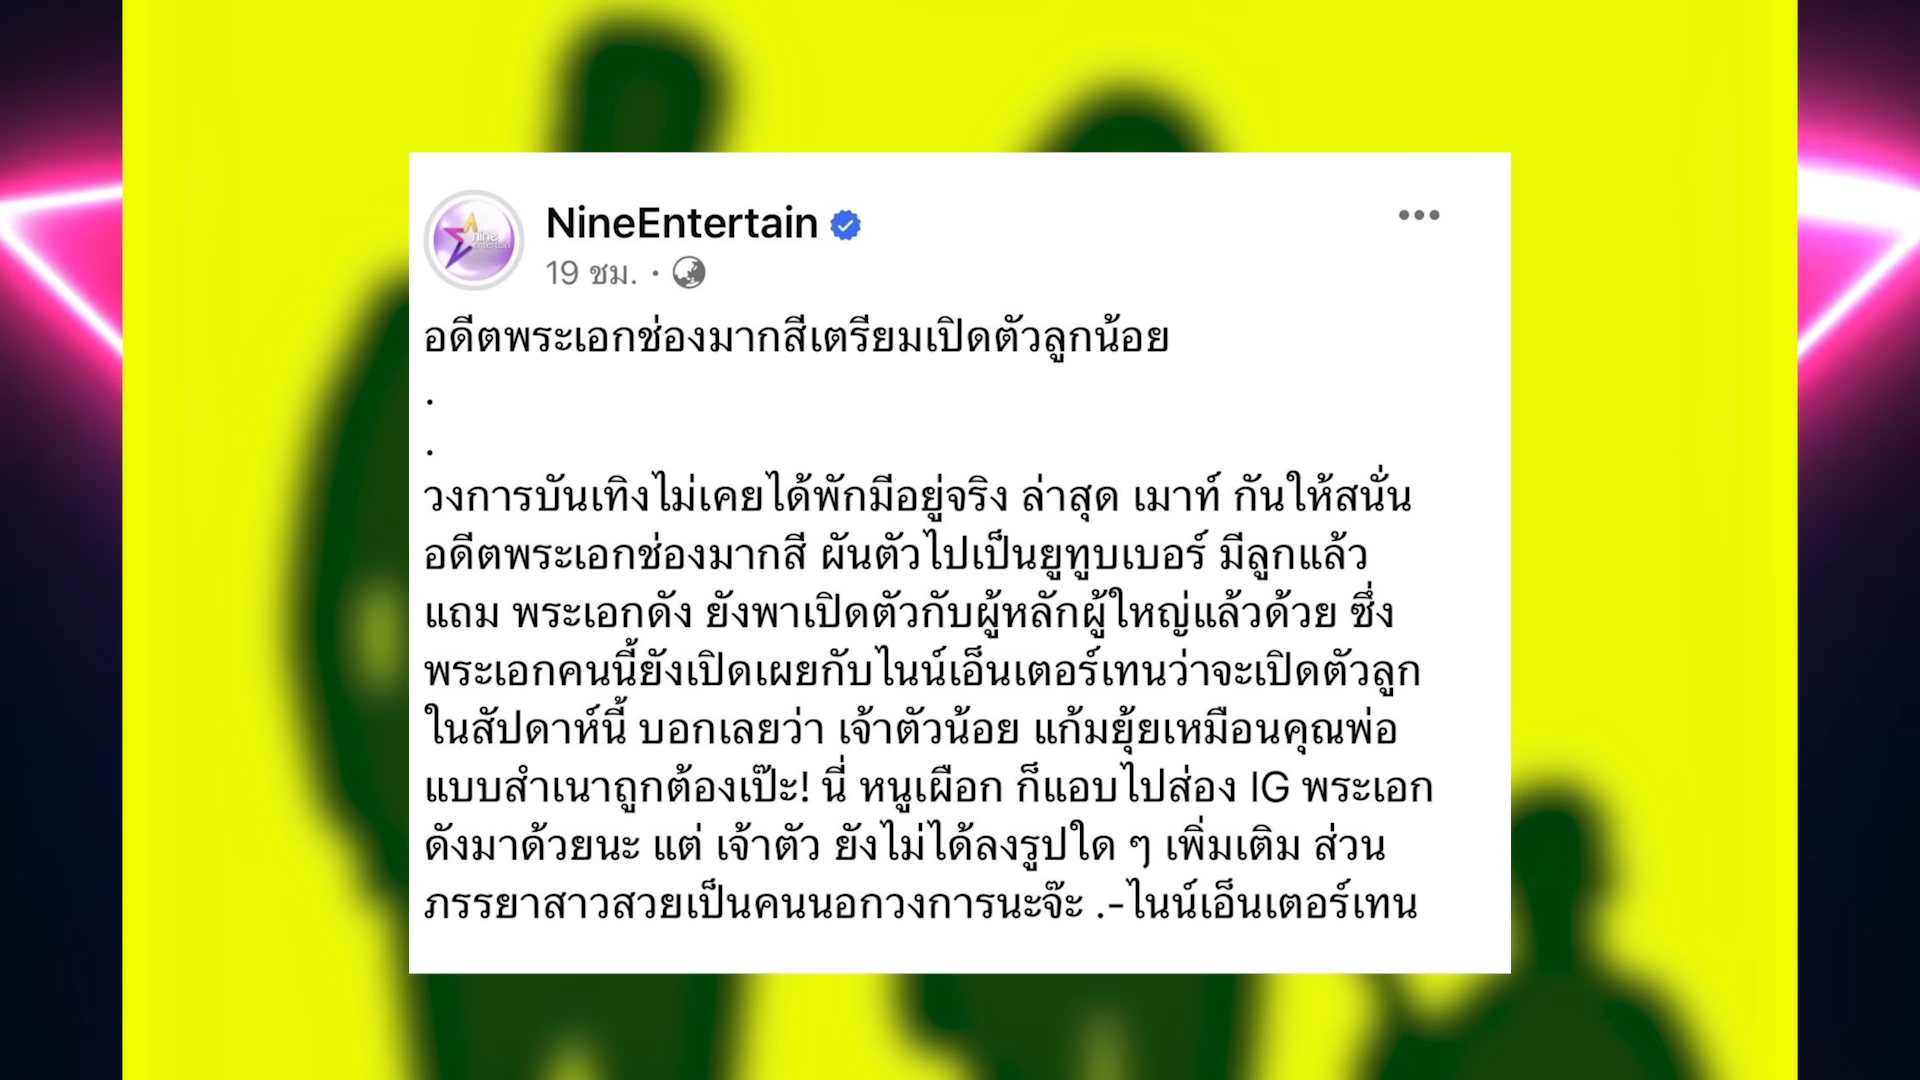 nine
entertain
NineEntertain
19 ชม. ·
อดีตพระเอกช่องมากสีเตรียมเปิดตัวลูกน้อย
.
.
วงการบันเทิงไม่เคยได้พักมีอยู่จริง ล่าสุด เมาท์ กันให้สนั่น
อดีตพระเอกช่องมากสี ผันตัวไปเป็นยูทูบเบอร์ มีลูกแล้ว
แถม พระเอกดัง ยังพาเปิดตัวกับผู้หลักผู้ใหญ่แล้วด้วย ซึ่ง
พระเอกคนนี้ยังเปิดเผยกับไนน์เอ็นเตอร์เทนว่าจะเปิดตัวลูก
ในสัปดาห์นี้ บอกเลยว่า เจ้าตัวน้อย แก้มยุ้ยเหมือนคุณพ่อ
แบบสำเนาถูกต้องเป๊ะ! นี่ หนูเผือก ก็แอบไปส่อง IG พระเอก
ดังมาด้วยนะ แต่ เจ้าตัว ยังไม่ได้ลงรูปใด ๆ เพิ่มเติม ส่วน
ภรรยาสาวสวยเป็นคนนอกวงการนะจ๊ะ .-ไนน์เอ็นเตอร์เทน